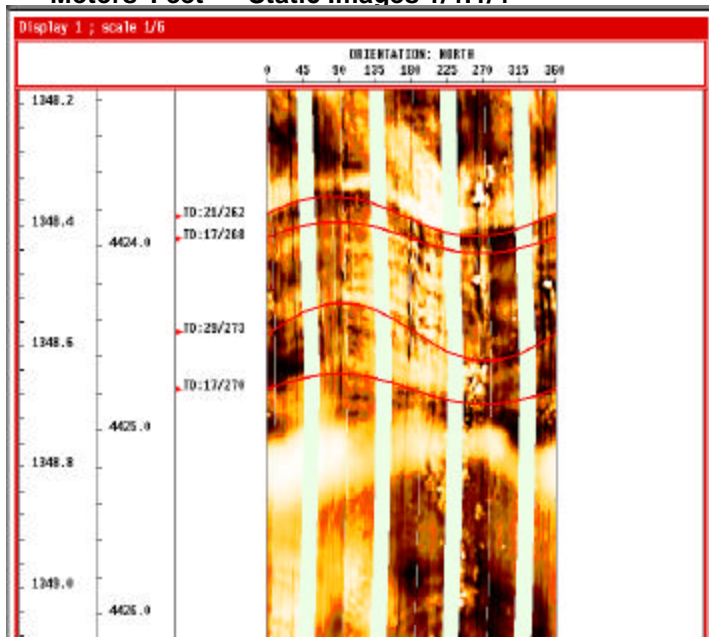 Meters Feet Static Images 1/4.1/4
Display 1 ; scale 1/6
ORIENTATION: NORTH
0 45 90 135 180 225 270 315 360
1348.2
TD:21/262
1348.4
TD:17/268
4424.0
TD:29/273
1348.6
TD:17/270
4425.0
1348.8
1349.0
4426.0